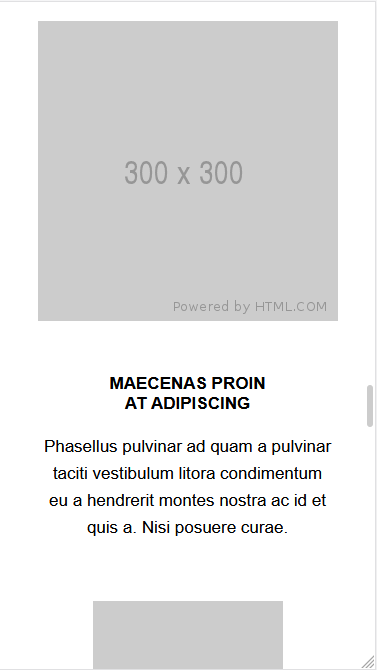 300 x 300
Powered by HTML.COM
MAECENAS PROIN
AT ADIPISCING
Phasellus pulvinar ad quam a pulvinar
taciti vestibulum litora condimentum
eu a hendrerit montes nostra ac id et
quis a. Nisi posuere curae.